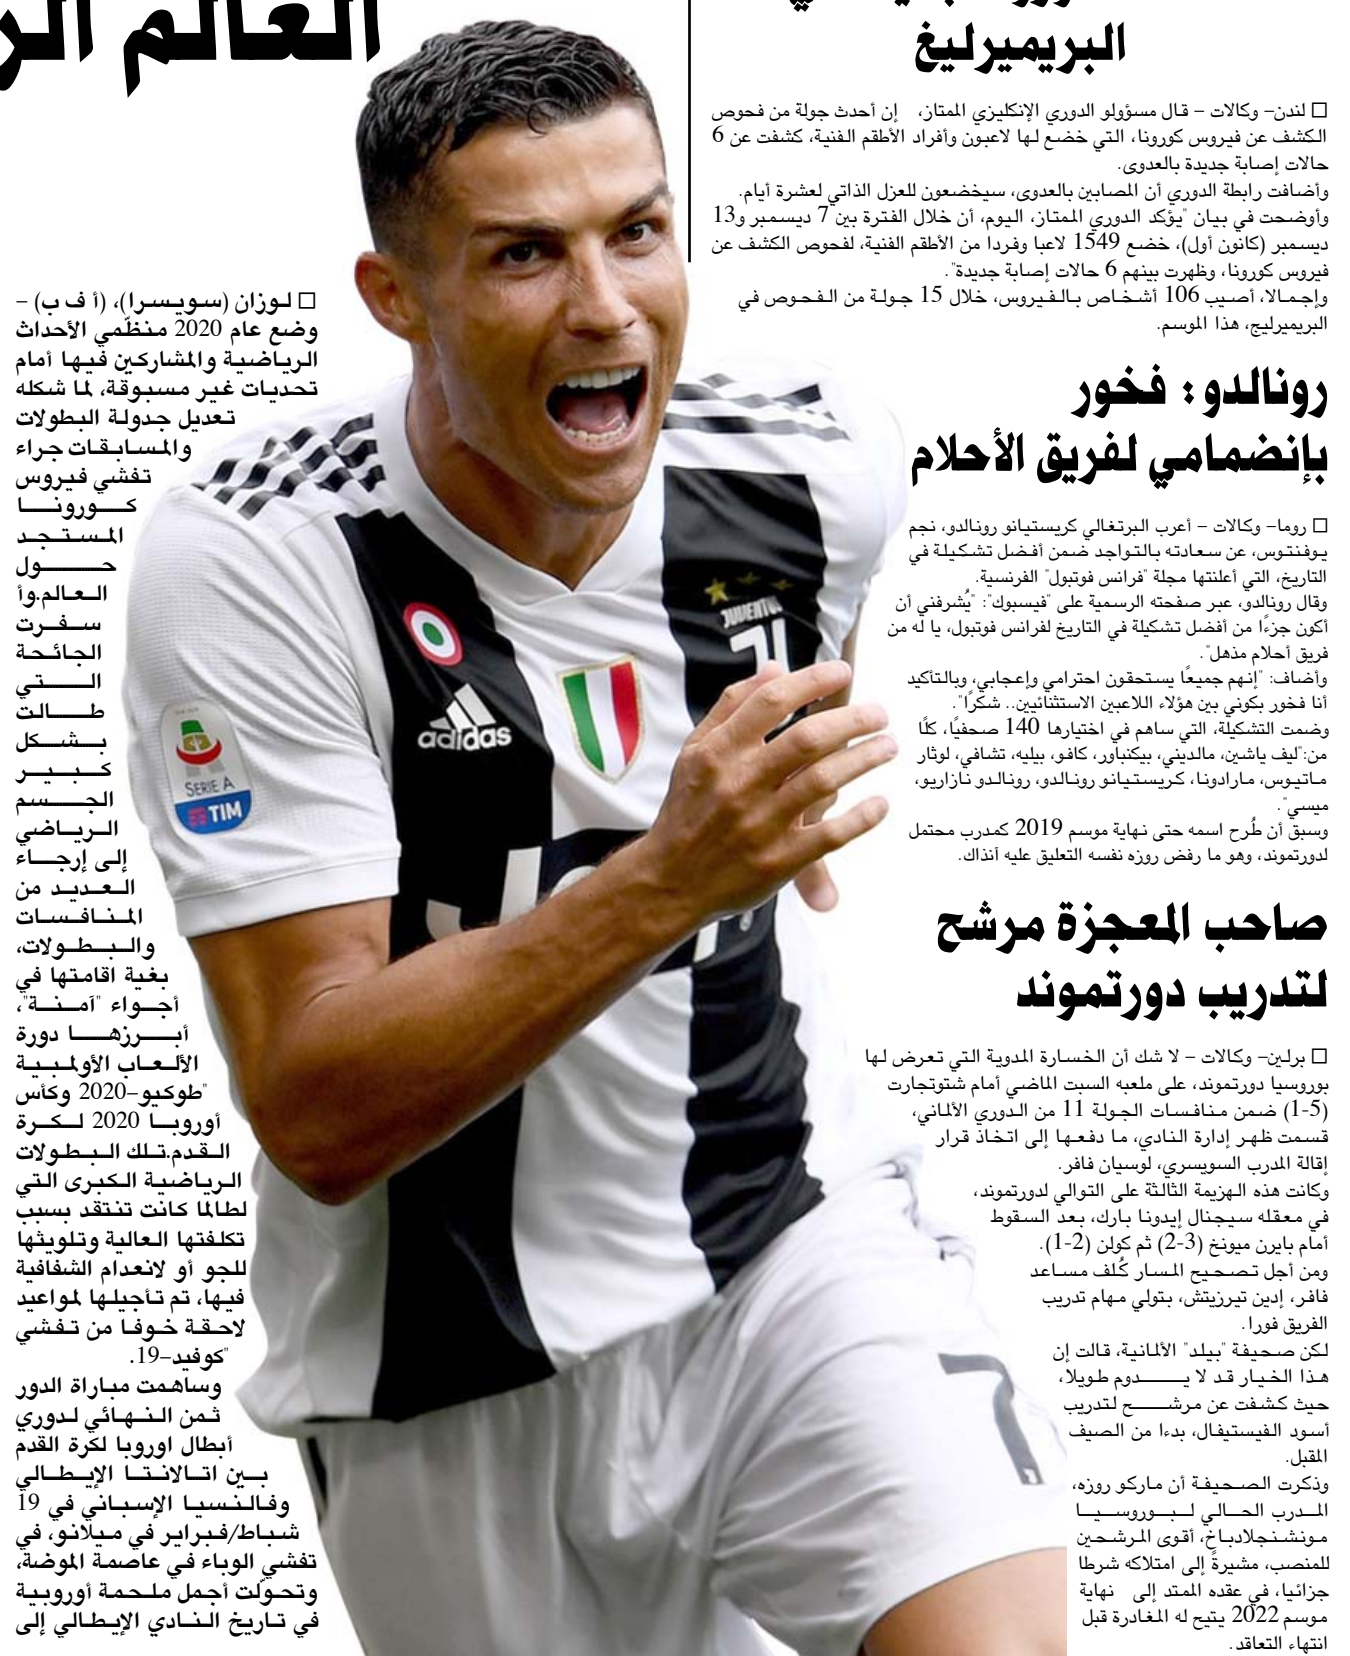 العالم
البريميرليغ
□ لندن– وكالات – قال مسؤولو الدوري الإنكليزي الممتاز، إن أحدث جولة من فحوص
الكشف عن فيروس كورونا، التي خضع لها لاعبون وأفراد الأطقم الفنية، كشفت عن 6
حالات إصابة جديدة بالعدوى.
وأضافت رابطة الدوري أن المصابين بالعدوى، سيخضعون للعزل الذاتي لعشرة أيام.
وأوضحت في بيان "يؤكد الدوري الممتاز، اليوم، أن خلال الفترة بين 7 ديسمبر و13
ديسمبر (كانون أول)، خضع 1549 لاعبا وفردا من الأطقم الفنية، لفحوص الكشف عن
فيروس كورونا، وظهرت بينهم 6 حالات إصابة جديدة".
وإجمالا، أصيب 106 أشخاص بالفيروس، خلال 15 جولة من الفحوص في
البريميرليج، هذا الموسم.
رونالدو : فخور
بإنضمامي لفريق الأحلام
□ روما– وكالات – أعرب البرتغالي كريستيانو رونالدو، نجم
يوفنتوس، عن سعادته بالتواجد ضمن أفضل تشكيلة في
التاريخ، التي أعلنتها مجلة "فرانس فوتبول" الفرنسية.
وقال رونالدو، عبر صفحته الرسمية على "فيسبوك": "يُشرفني أن
أكون جزءًا من أفضل تشكيلة في التاريخ لفرانس فوتبول، يا له من
فريق أحلام مذهل".
وأضاف: "إنهم جميعًا يستحقون احترامي وإعجابي، وبالتأكيد
أنا فخور بكوني بين هؤلاء اللاعبين الاستثنائيين.. شكرًا".
وضمت التشكيلة، التي ساهم في اختيارها 140 صحفيًا، كلًا
من:"ليف ياشين، مالديني، بيكنباور، كافو، بيليه، تشافي، لوثار
ماتيوس، مارادونا، كريستيانو رونالدو، رونالدو نازاريو،
ميسي".
وسبق أن طُرح اسمه حتى نهاية موسم 2019 كمدرب محتمل
لدورتموند، وهو ما رفض روزه نفسه التعليق عليه آنذاك.
صاحب المعجزة مرشح
لتدريب دورتموند
□ برلين– وكالات – لا شك أن الخسارة المدوية التي تعرض لها
بوروسيا دورتموند، على ملعبه السبت الماضي أمام شتوتجارت
(1-5) ضمن منافسات الجولة 11 من الدوري الألماني،
قسمت ظهر إدارة النادي، ما دفعها إلى اتخاذ قرار
إقالة المدرب السويسري، لوسيان فافر.
وكانت هذه الهزيمة الثالثة على التوالي لدورتموند،
في معقله سيجنال إيدونا بارك، بعد السقوط
أمام بايرن ميونخ (2-3) ثم كولن (1-2).
ومن أجل تصحيح المسار كُلف مساعد
فافر، إدين تيرزيتش، بتولي مهام تدريب
الفريق فورا.
لكن صحيفة "بيلد" الألمانية، قالت إن
هذا الخيار قد لا يدوم طويلا،
حيث كشفت عن مرشح لتدريب
أسود الفيستيفال، بدءا من الصيف
المقبل.
وذكرت الصحيفة أن ماركو روزه،
المدرب الحالي لبوروسيا
مونشنجلادباخ، أقوى المرشحين
للمنصب، مشيرةً إلى امتلاكه شرطا
جزائيا، في عقده الممتد إلى نهاية
موسم 2022 يتيح له المغادرة قبل
انتهاء التعاقد.
□ لوزان (سويسرا)، (أ ف ب) –
وضع عام 2020 منظّمي الأحداث
الرياضية والمشاركين فيها أمام
تحديات غير مسبوقة، لما شكله
تعديل جدولة البطولات
والمسابقات جراء
تفشي فيروس
كورونا
المستجد
حول
العالم.وأ
سفرت
الجائحة
التي
طالت
بشكل
كبير
الجسم
الرياضي
إلى إرجاء
العديد من
المنافسات
والبطولات،
بغية اقامتها في
أجواء "آمنة"،
أبرزها دورة
الألعاب الأولمبية
"طوكيو–2020 وكأس
أوروبا 2020 لكرة
القدم.تلك البطولات
الرياضية الكبرى التي
لطالما كانت تنتقد بسبب
تكلفتها العالية وتلويثها
للجو أو لانعدام الشفافية
فيها، تم تأجيلها لمواعيد
لاحقة خوفا من تفشي
"كوفيد–19.
وساهمت مباراة الدور
ثمن النهائي لدوري
أبطال اوروبا لكرة القدم
بين اتالانتا الإيطالي
وفالنسيا الإسباني في 19
شباط/فبراير في ميلانو، في
تفشي الوباء في عاصمة الموضة،
وتحوّلت أجمل ملحمة أوروبية
في تاريخ النادي الإيطالي إلى
JUVENTUS
adidas
SERIE A
TIM
7